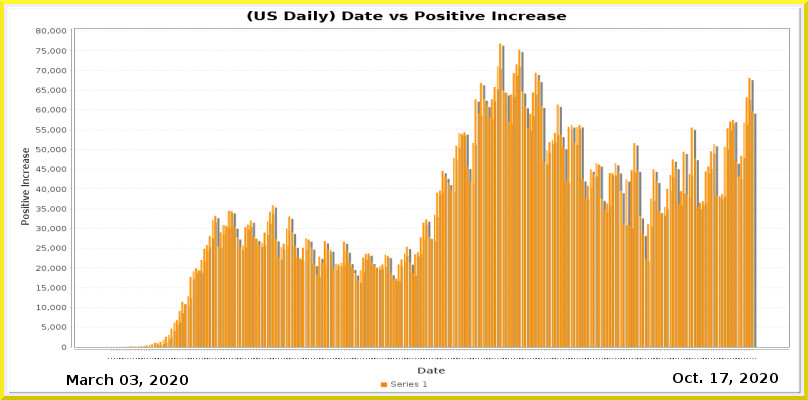 (US Daily) Date vs Positive Increase
80,000
75,000
70,000
65,000
60,000
55,000
50,000
45,000
40,000
35,000
30,000
25,000
20,000
15,000
10,000
5,000
0
Positive Increase
Date
March 03, 2020
Oct. 17, 2020
Series 1